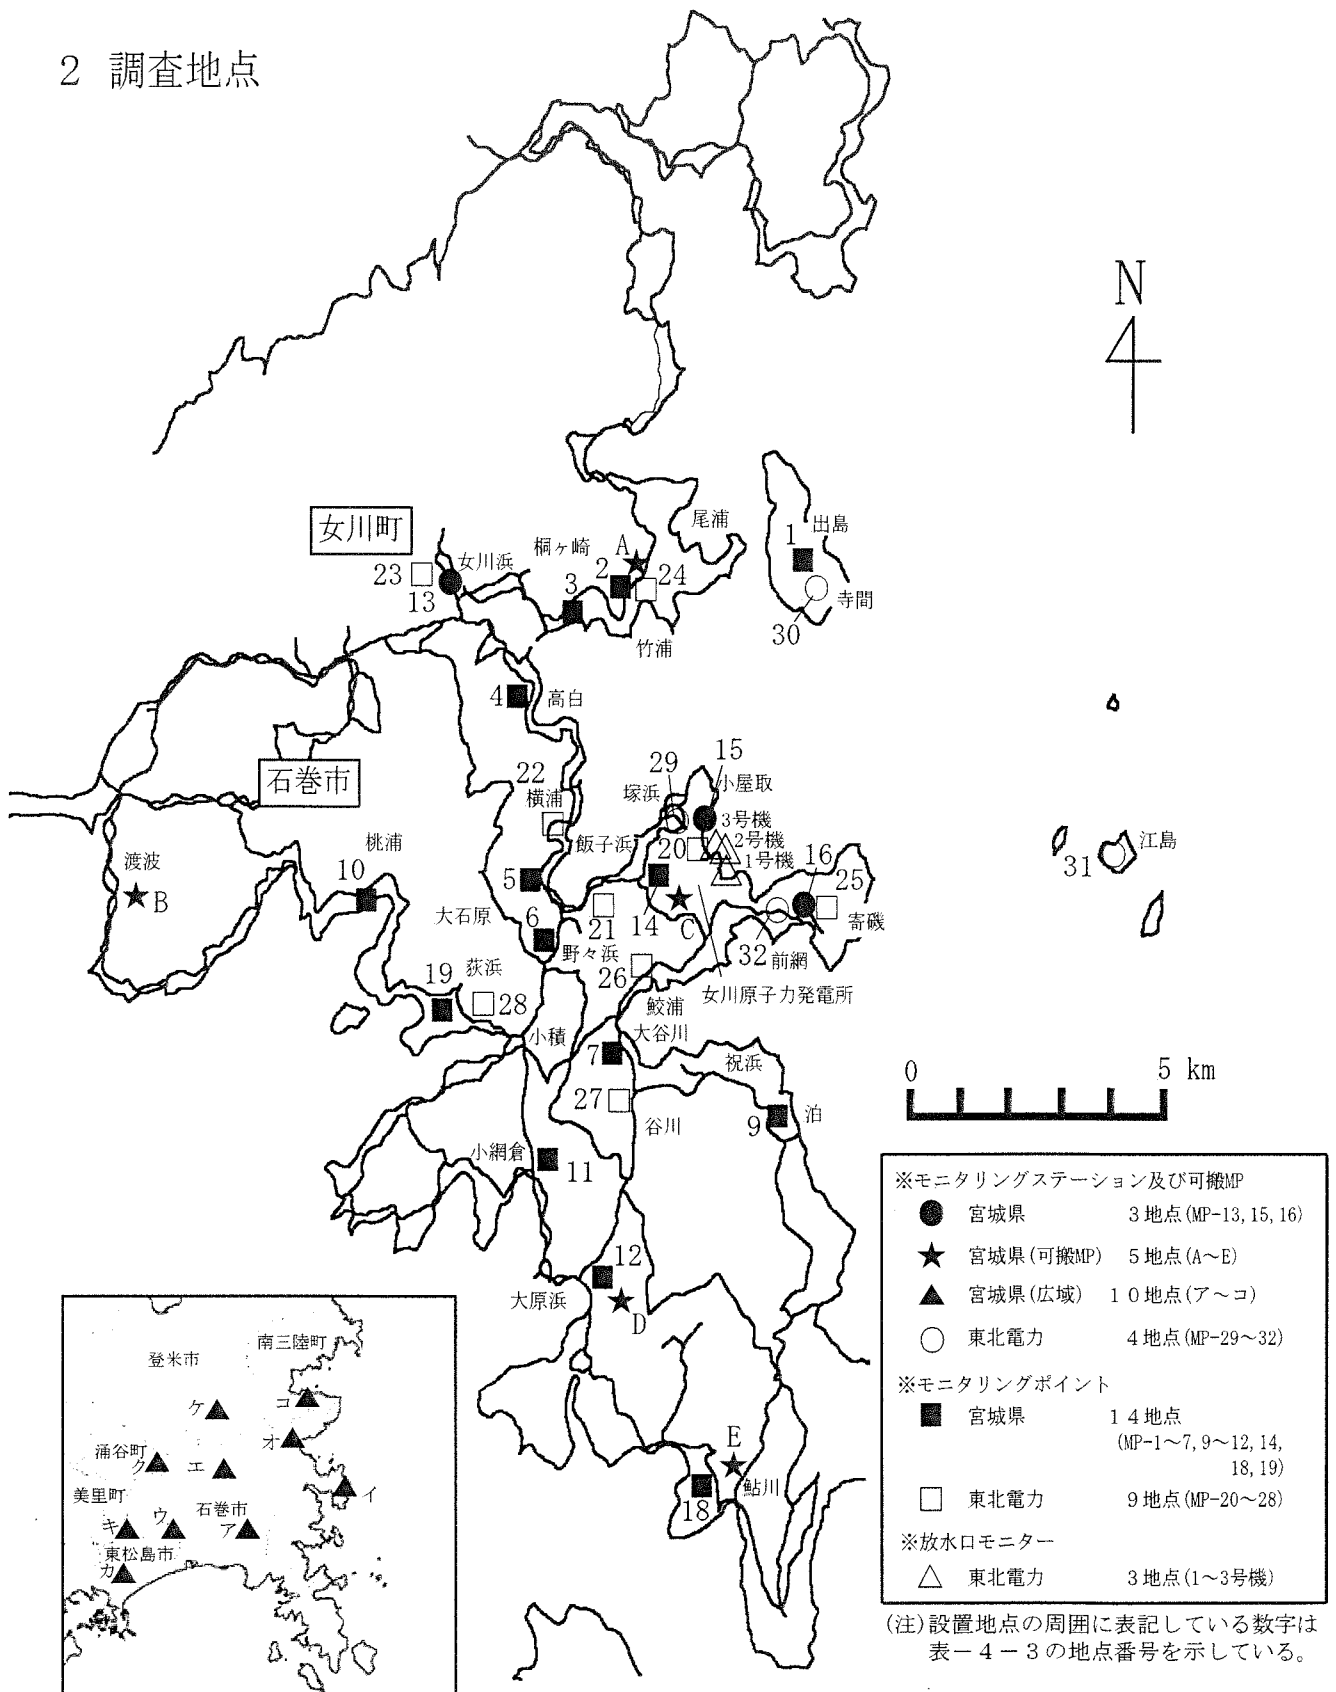 2 調査地点
N
尾浦
出島
1
女川町
女川浜
桐ヶ崎
A
23
13
3
2
24
寺間
30
竹浦
4
高白
石巻市
22
横浦
29
15
塚浜
小屋取
3号機
2号機
1号機
飯子浜
20
16
25
31
江島
渡波
B
桃浦
10
5
大石原
6
21
14
C
寄磯
野々浜
32
前網
26
19
荻浜
28
鮫浦
女川原子力発電所
小積
大谷川
7
祝浜
0
5 km
27
谷川
9
泊
小網倉
11
12
大原浜
D
E
鮎川
18
南三陸町
登米市
コ
ケ
オ
涌谷町
ク
エ
イ
美里町
石巻市
キ
ウ
ア
東松島市
カ
※モニタリングステーション及び可搬MP
宮城県 3地点(MP-13, 15, 16)
宮城県(可搬MP) 5地点(A~E)
宮城県(広域) 10地点(ア~コ)
東北電力 4地点(MP-29~32)
※モニタリングポイント
宮城県 14地点
(MP-1~7, 9~12, 14,
18, 19)
東北電力 9地点(MP-20~28)
※放水口モニター
東北電力 3地点(1~3号機)
(注)設置地点の周囲に表記している数字は
表-4-3の地点番号を示している。